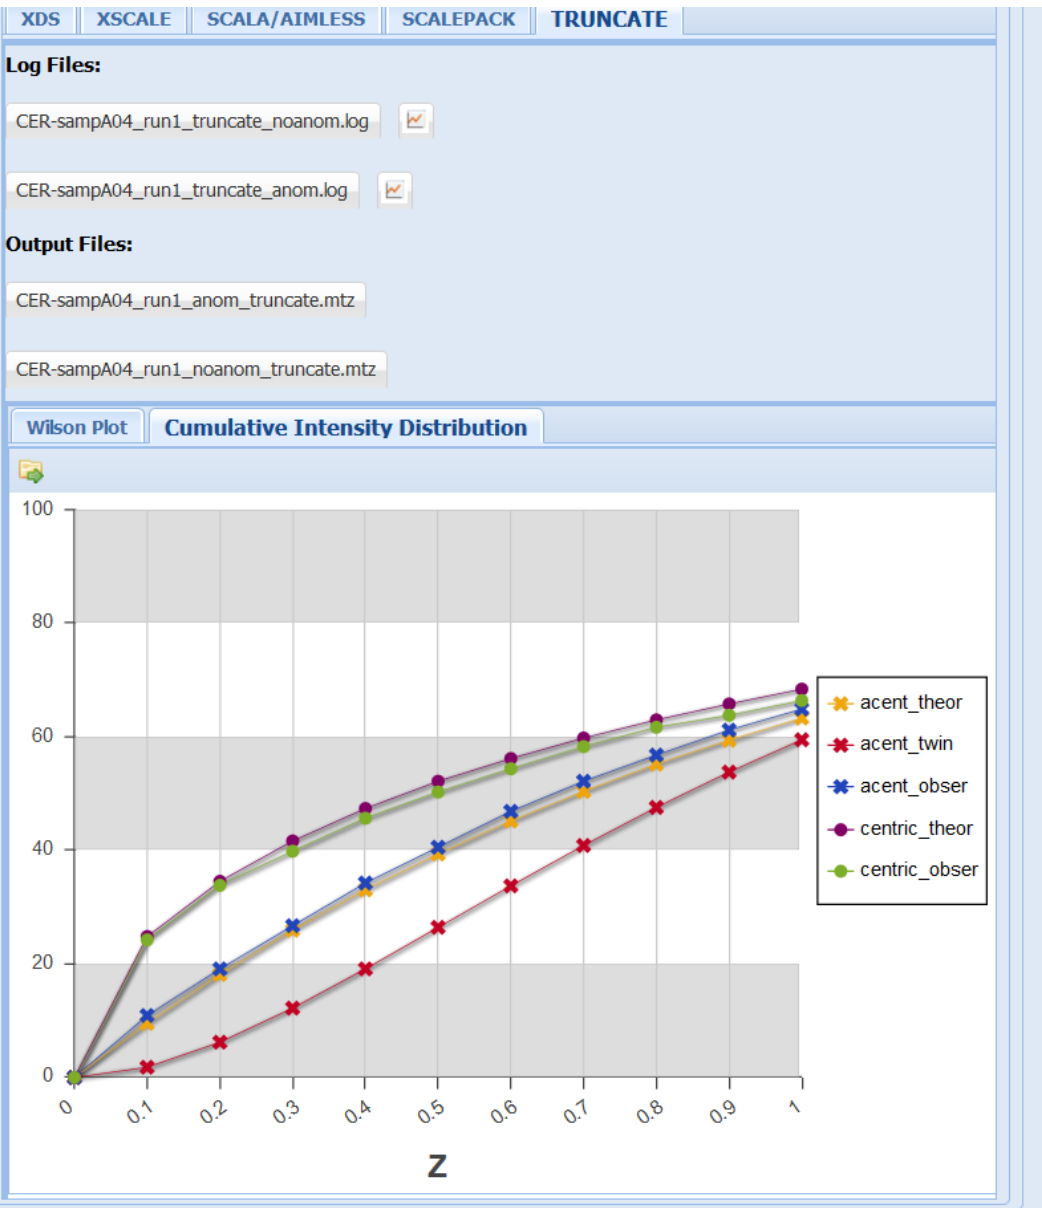 XDS XSCALE SCALA/AIMLESS SCALEPACK TRUNCATE
Log Files:
CER-sampA04_run1_truncate_noanom.log
CER-sampA04_run1_truncate_anom.log
Output Files:
CER-sampA04_run1_anom_truncate.mtz
CER-sampA04_run1_noanom_truncate.mtz
Wilson Plot Cumulative Intensity Distribution
100
80
60
40
20
0
0 0.1 0.2 0.3 0.4 0.5 0.6 0.7 0.8 0.9 1
Z
acent_theor
acent_twin
acent_obser
centric_theor
centric_obser